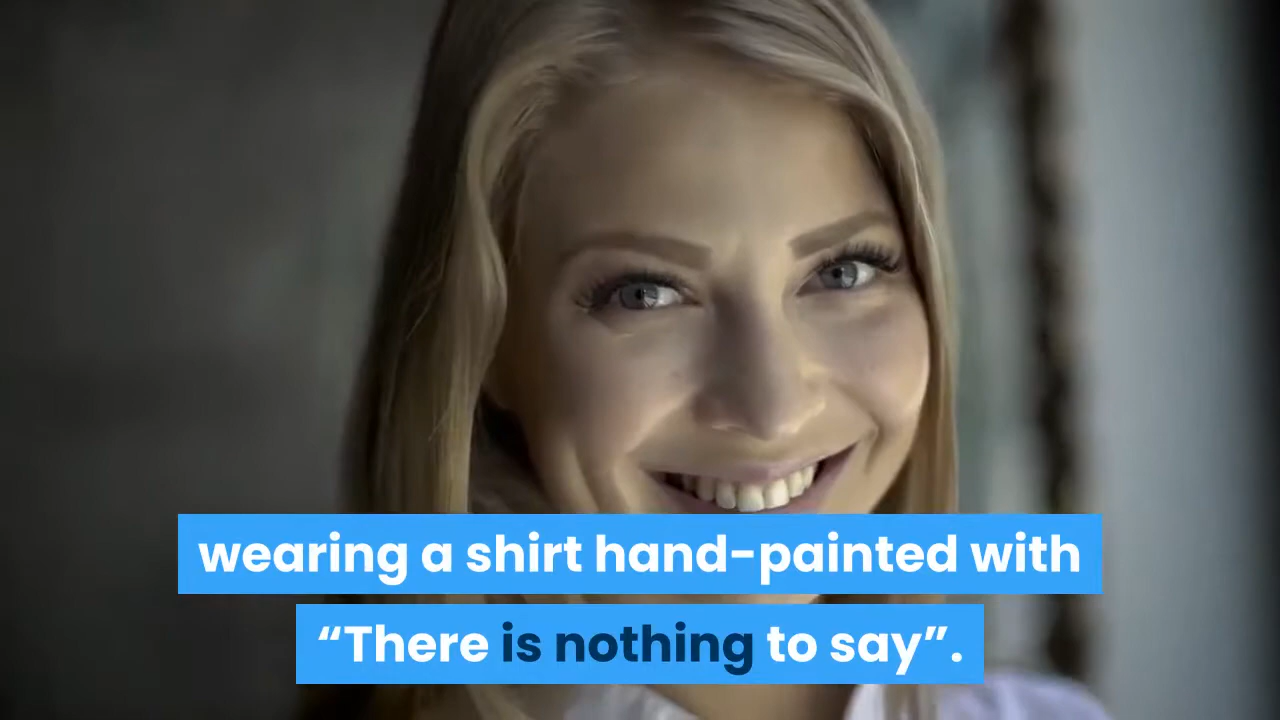 wearing a shirt hand-painted with
“There is nothing to say”.